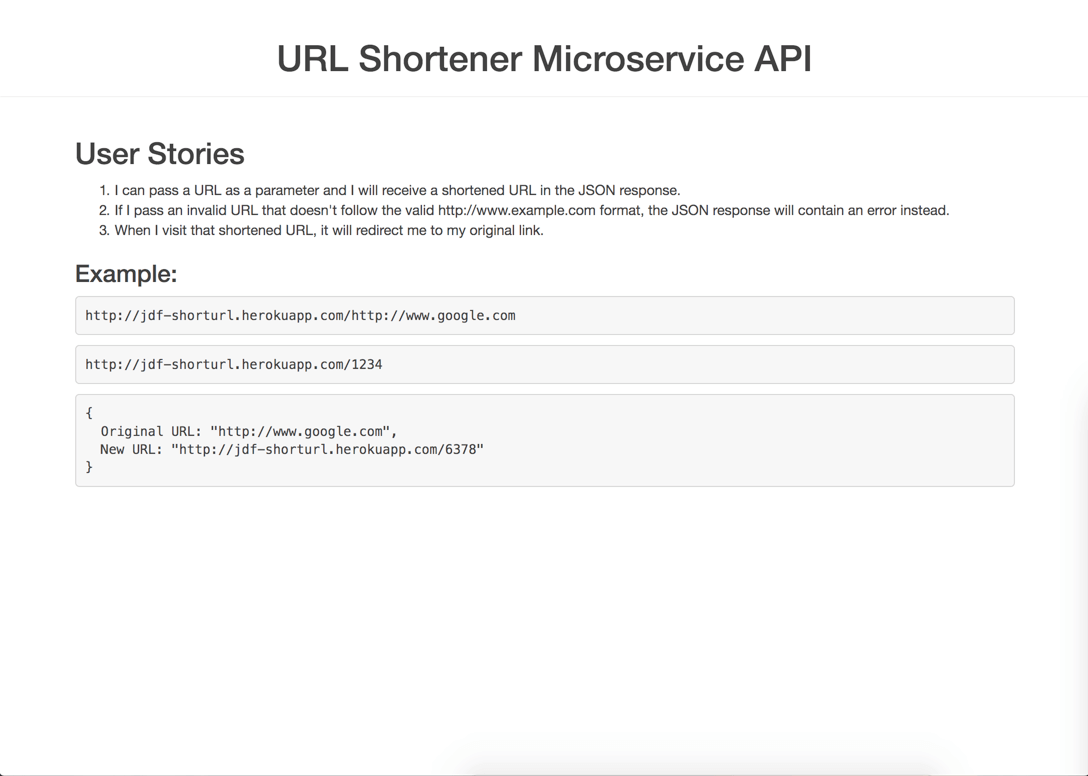 URL Shortener Microservice API
User Stories
1. I can pass a URL as a parameter and I will receive a shortened URL in the JSON response.
2. If I pass an invalid URL that doesn't follow the valid http://www.example.com format, the JSON response will contain an error instead.
3. When I visit that shortened URL, it will redirect me to my original link.
Example:
http://jdf-shorturl.herokuapp.com/http://www.google.com
http://jdf-shorturl.herokuapp.com/1234
{
  Original URL: "http://www.google.com",
  New URL: "http://jdf-shorturl.herokuapp.com/6378"
}